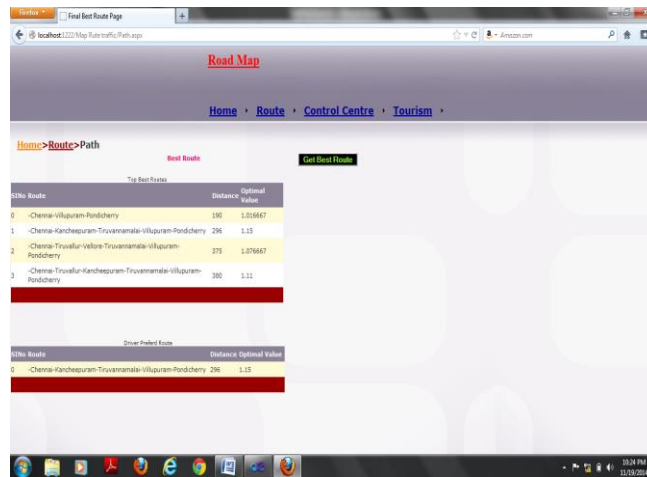 Firefox
Final Best Route Page
localhost:1222/Map Rute traffic/Path.aspx
Amazon.com
Road Map
Home Route Control Centre Tourism
Home>Route>Path
Best Route
Get Best Route
Top Best Routes
SINo Route Distance Optimal Value
0 -Chennai-Villupuram-Pondicherry 190 1.016667
1 -Chennai-Kancheepuram-Tiruvannamalai-Villupuram-Pondicherry 296 1.15
2 -Chennai-Tiruvallur-Vellore-Tiruvannamalai-Villupuram-
Pondicherry 375 1.076667
3 -Chennai-Tiruvallur-Kancheepuram-Tiruvannamalai-Villupuram-
Pondicherry 380 1.11
Driver Preferd Route
SINo Route Distance Optimal Value
0 -Chennai-Kancheepuram-Tiruvannamalai-Villupuram-Pondicherry 296 1.15
10:24 PM
11/19/2014